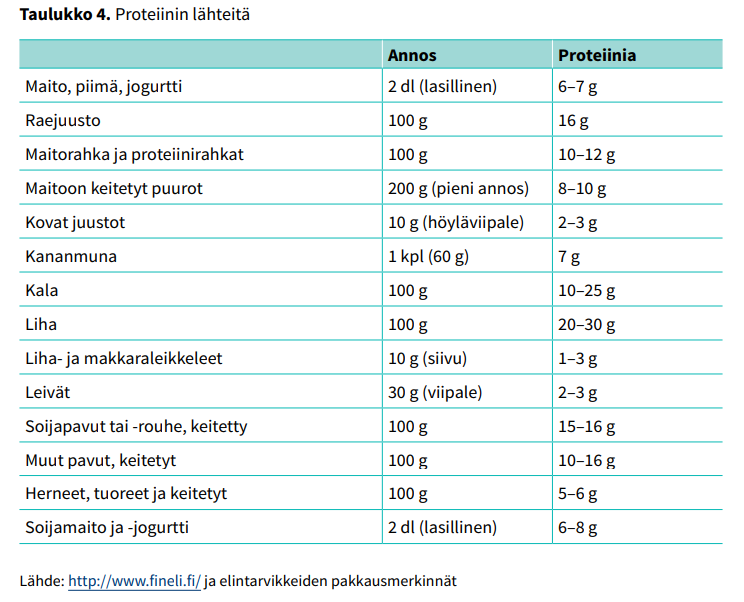 Taulukko 4. Proteiinin lähteitä
Annos Proteiinia
Maito, piimä, jogurtti 2 dl (lasillinen) 6–7 g
Raejuusto 100 g 16 g
Maitorahka ja proteiinirahkat 100 g 10–12 g
Maitoon keitetyt puurot 200 g (pieni annos) 8–10 g
Kovat juustot 10 g (höyläviipale) 2–3 g
Kananmuna 1 kpl (60 g) 7 g
Kala 100 g 10–25 g
Liha 100 g 20–30 g
Liha- ja makkaraleikkeleet 10 g (siivu) 1–3 g
Leivät 30 g (viipale) 2–3 g
Soijapavut tai -rouhe, keitetty 100 g 15–16 g
Muut pavut, keitetyt 100 g 10–16 g
Herneet, tuoreet ja keitetyt 100 g 5–6 g
Soijamaito ja -jogurtti 2 dl (lasillinen) 6–8 g
Lähde: http://www.fineli.fi/ ja elintarvikkeiden pakkausmerkinnät